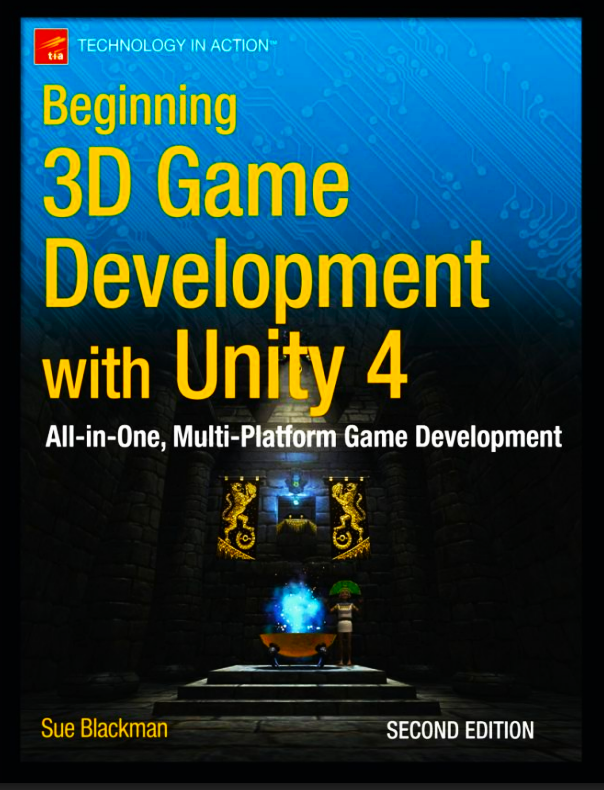 tia
TECHNOLOGY IN ACTION™
Beginning
3D Game
Development
with Unity 4
All-in-One, Multi-Platform Game Development
Sue Blackman
SECOND EDITION